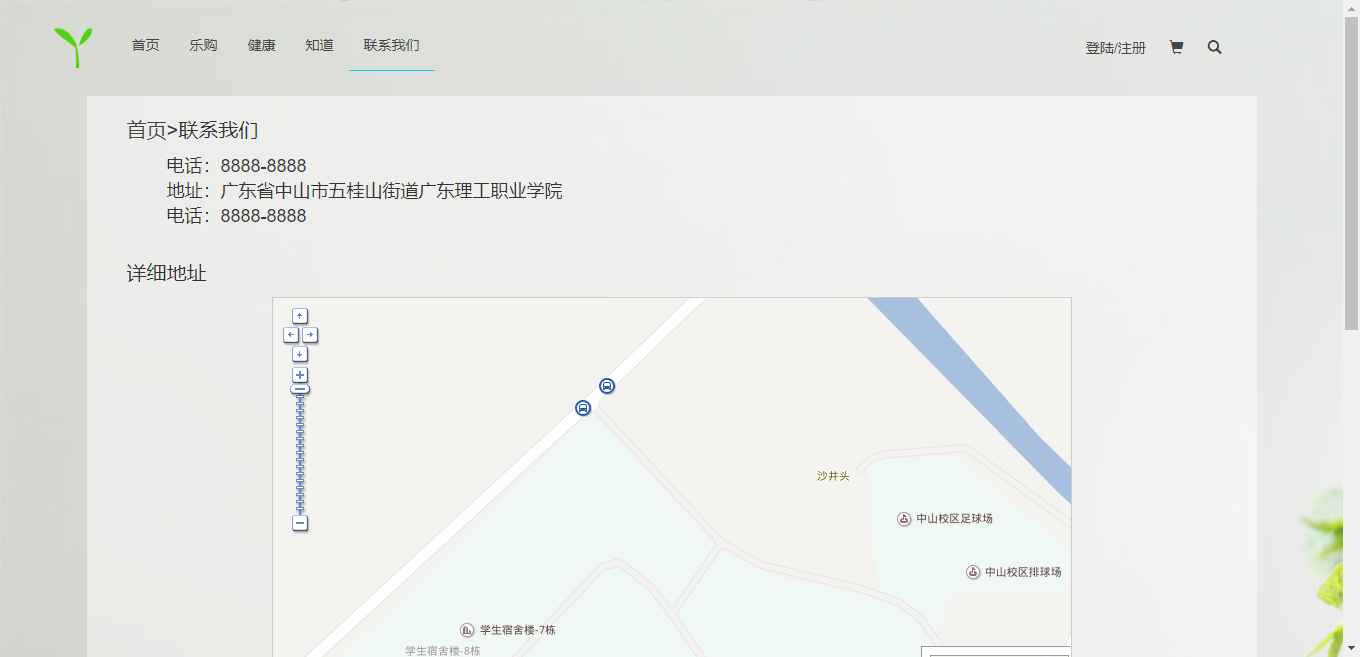 首页 乐购 健康 知道 联系我们 登陆/注册
首页>联系我们
电话：8888-8888
地址：广东省中山市五桂山街道广东理工职业学院
电话：8888-8888
详细地址
沙井头
中山校区足球场
中山校区排球场
学生宿舍楼-7栋
学生宿舍楼-8栋